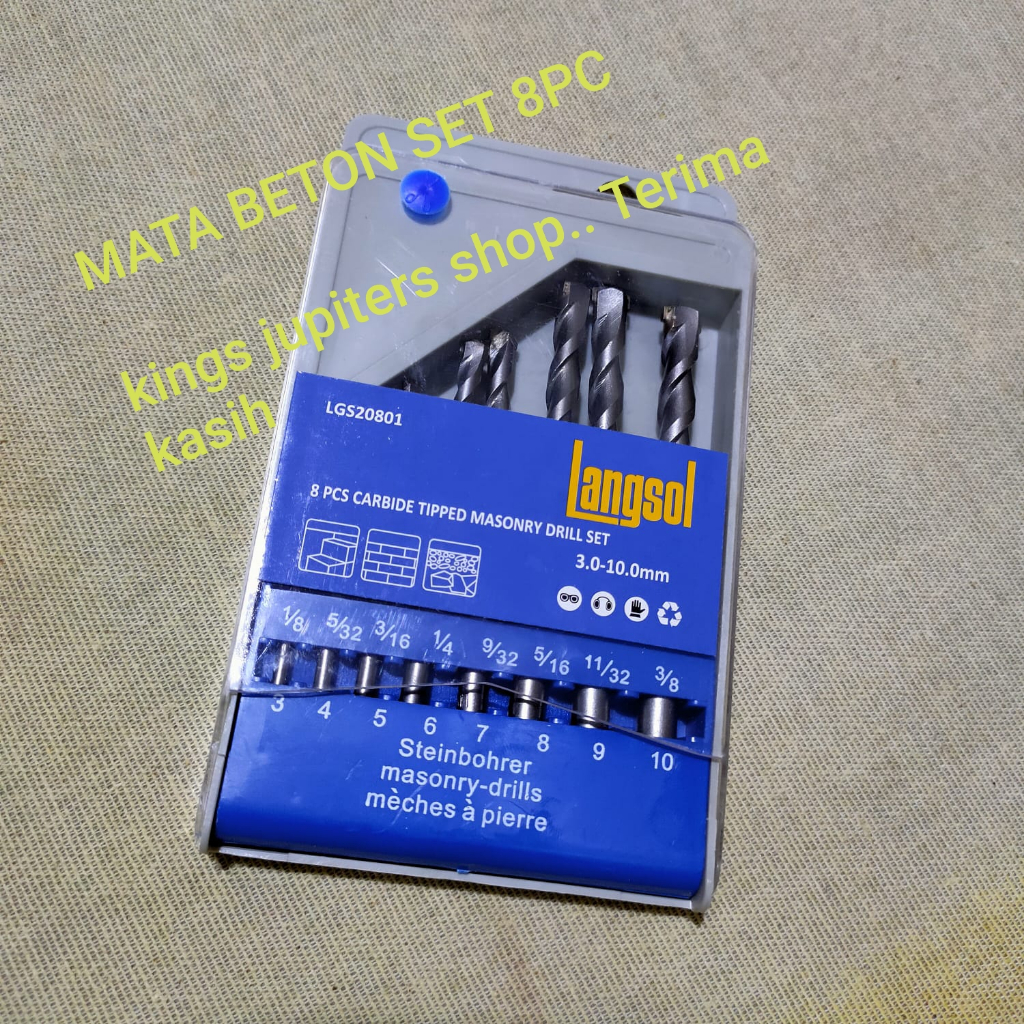 MATA BETON SET 8PC
kings jupiters shop.. Terima
kasih
LGS20801
Langsol
8 PCS CARBIDE TIPPED MASONRY DRILL SET
3.0-10.0mm
1/8 5/32 3/16 1/4 9/32 5/16 11/32 3/8
3 4 5 6 7 8 9 10
Steinbohrer
masonry-drills
mèches à pierre